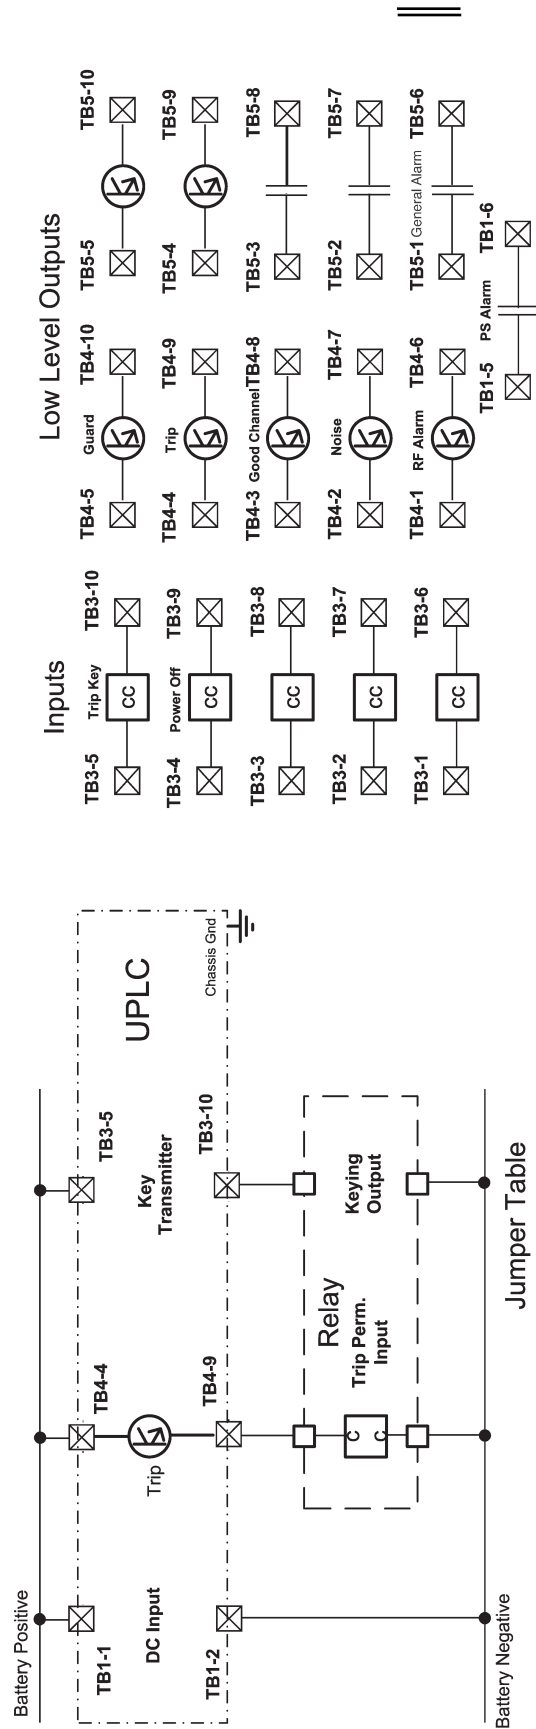 Battery Positive
TB1-1
DC Input
TB1-2
Battery Negative
TB4-4
Trip
TB4-9
TB3-5
Key
Transmitter
TB3-10
UPLC
Chassis Gnd
Relay
Trip Perm.
Input
C C
Keying
Output
Jumper Table
Inputs
TB3-5
Trip Key
CC
TB3-10
TB3-4
Power Off
CC
TB3-9
TB3-3
CC
TB3-8
TB3-2
CC
TB3-7
TB3-1
CC
TB3-6
Low Level Outputs
TB4-5
Guard
TB4-10
TB5-5
TB5-10
TB4-4
Trip
TB4-9
TB5-4
TB5-9
TB4-3
Good Channel
TB4-8
TB5-3
TB5-8
TB4-2
Noise
TB4-7
TB5-2
TB5-7
TB4-1
RF Alarm
TB4-6
TB5-1
General Alarm
TB5-6
TB1-5
PS Alarm
TB1-6